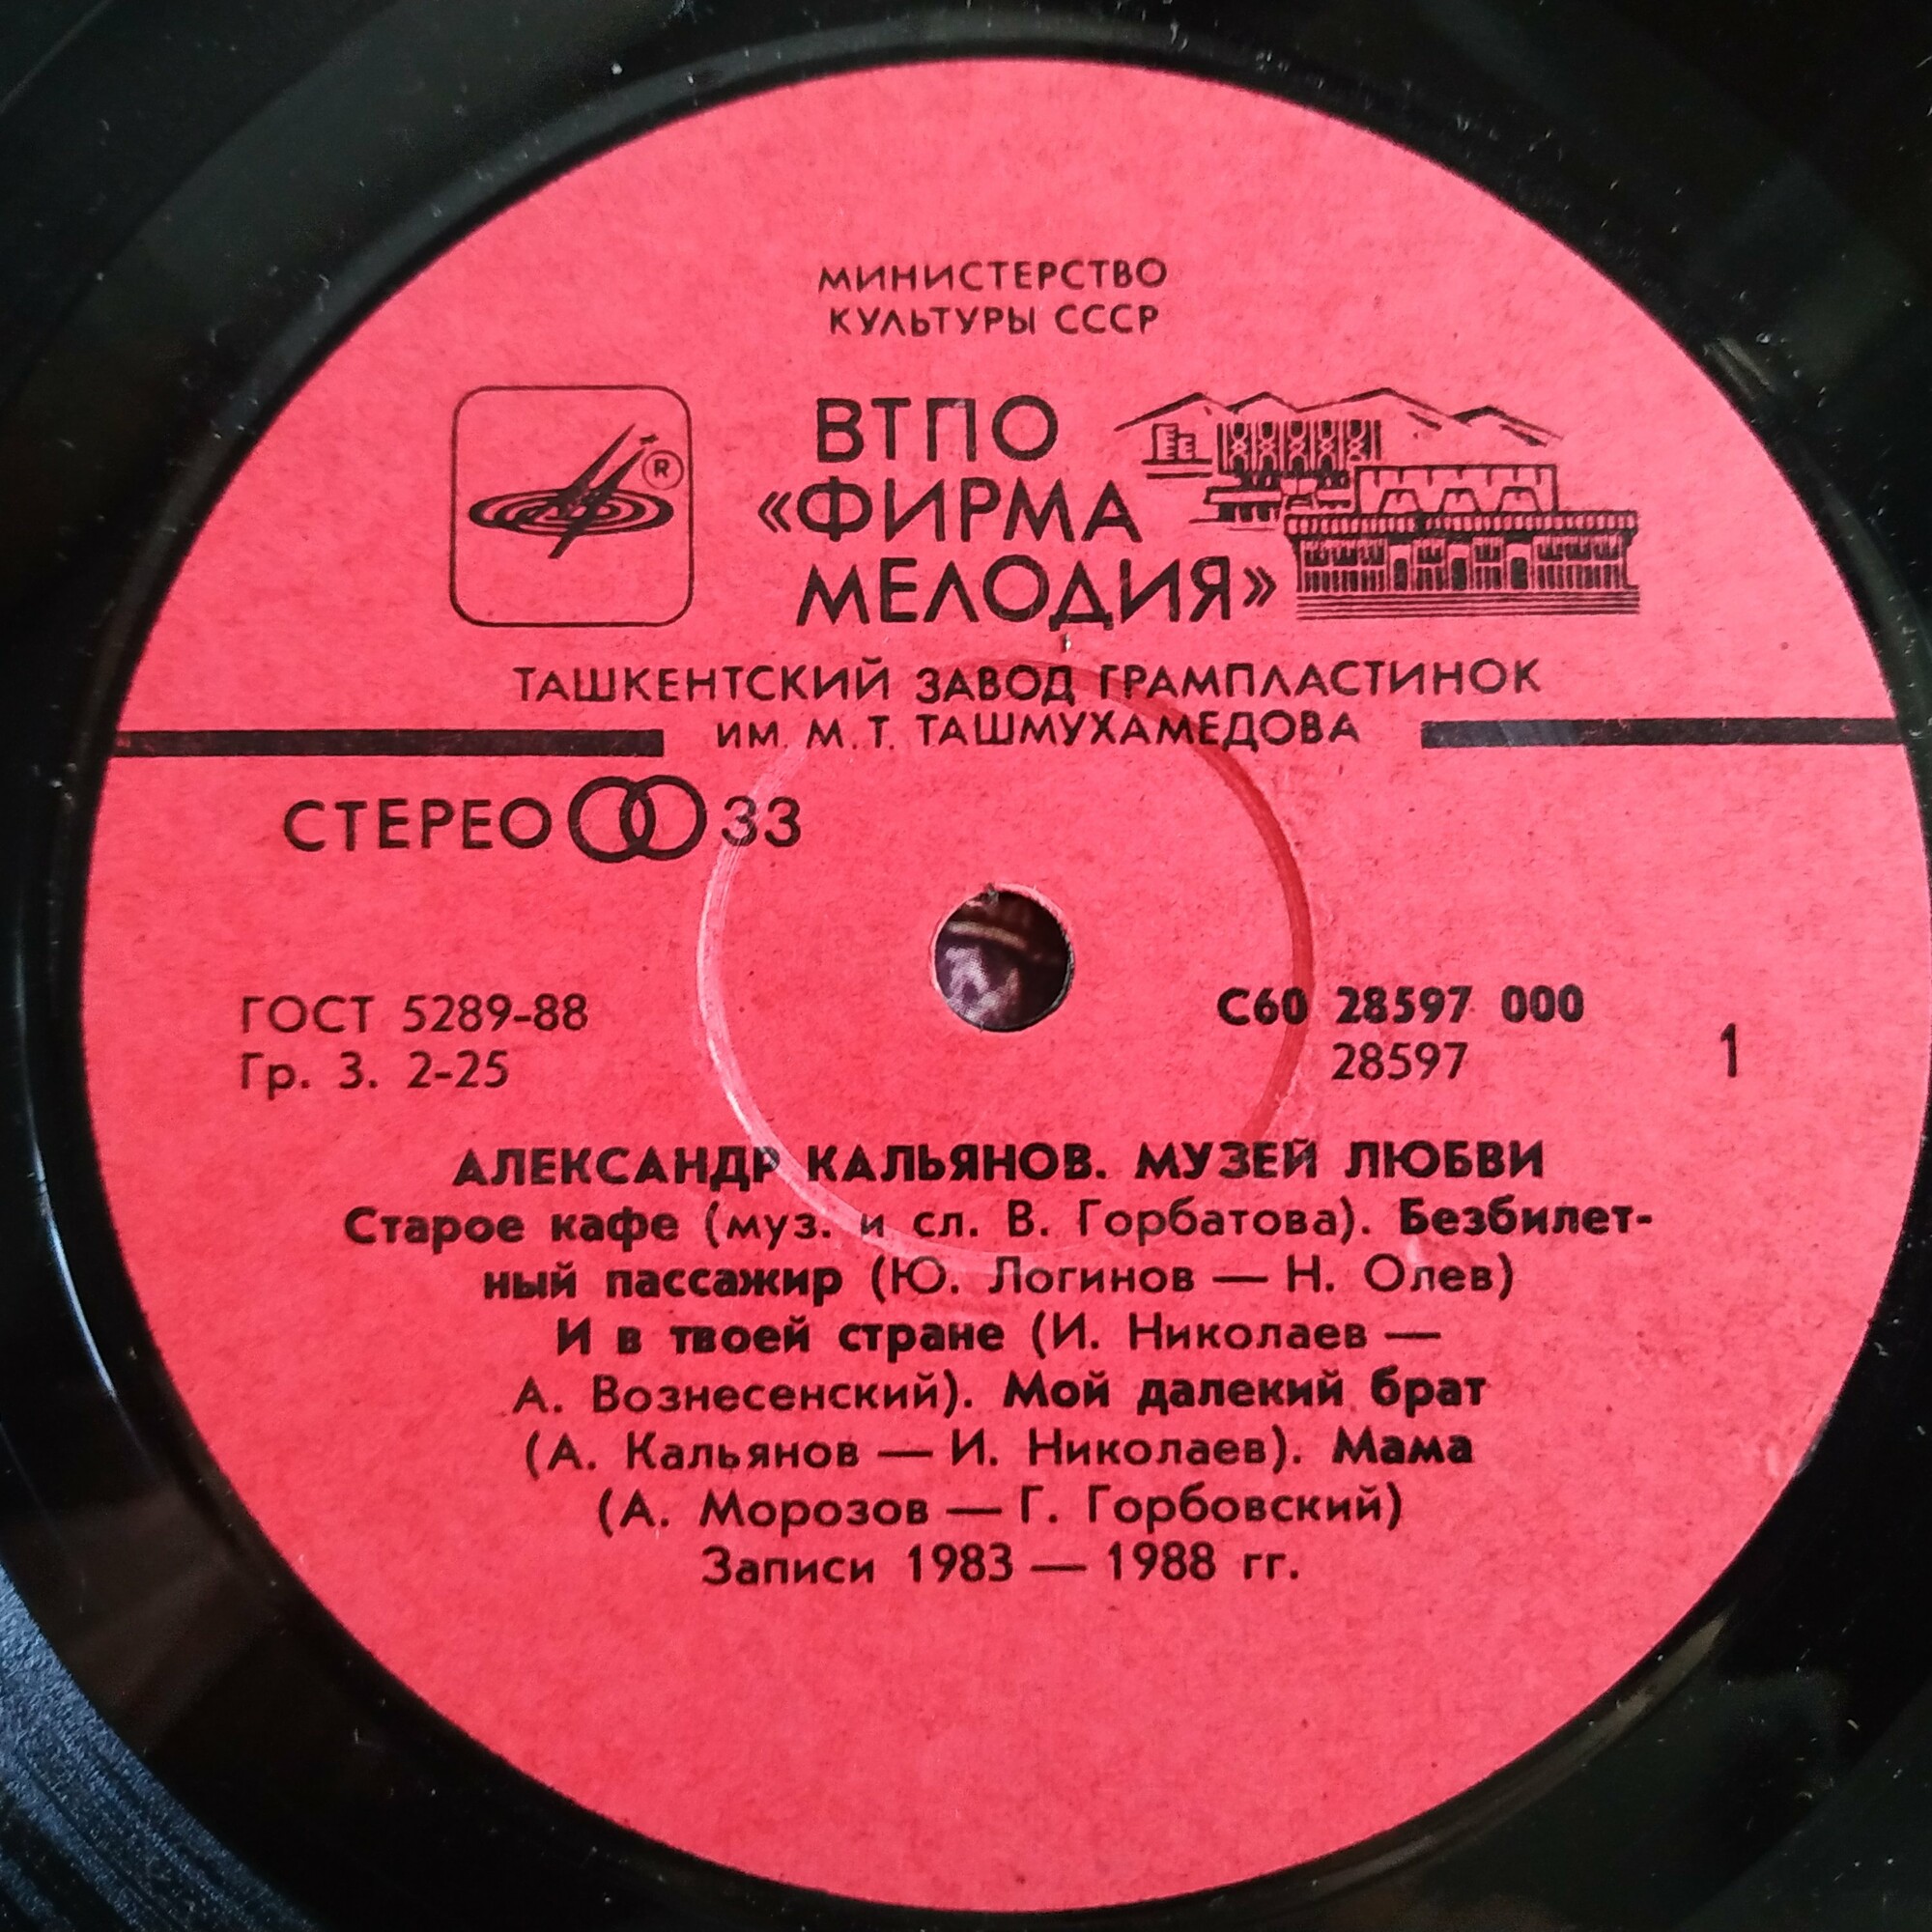 МИНИСТЕРСТВО
КУЛЬТУРЫ СССР
ВТПО
«ФИРМА
МЕЛОДИЯ»
®
ТАШКЕНТСКИЙ ЗАВОД ГРАМПЛАСТИНОК
ИМ. М. Т. ТАШМУХАМЕДОВА
СТЕРЕО 33
ГОСТ 5289-88
Гр. 3. 2-25
С60 28597 000
28597
1
АЛЕКСАНДР КАЛЬЯНОВ. МУЗЕЙ ЛЮБВИ
Старое кафе (муз. и сл. В. Горбатова). Безбилет-
ный пассажир (Ю. Логинов — Н. Олев)
И в твоей стране (И. Николаев —
А. Вознесенский). Мой далекий брат
(А. Кальянов — И. Николаев). Мама
(А. Морозов — Г. Горбовский)
Записи 1983 — 1988 гг.